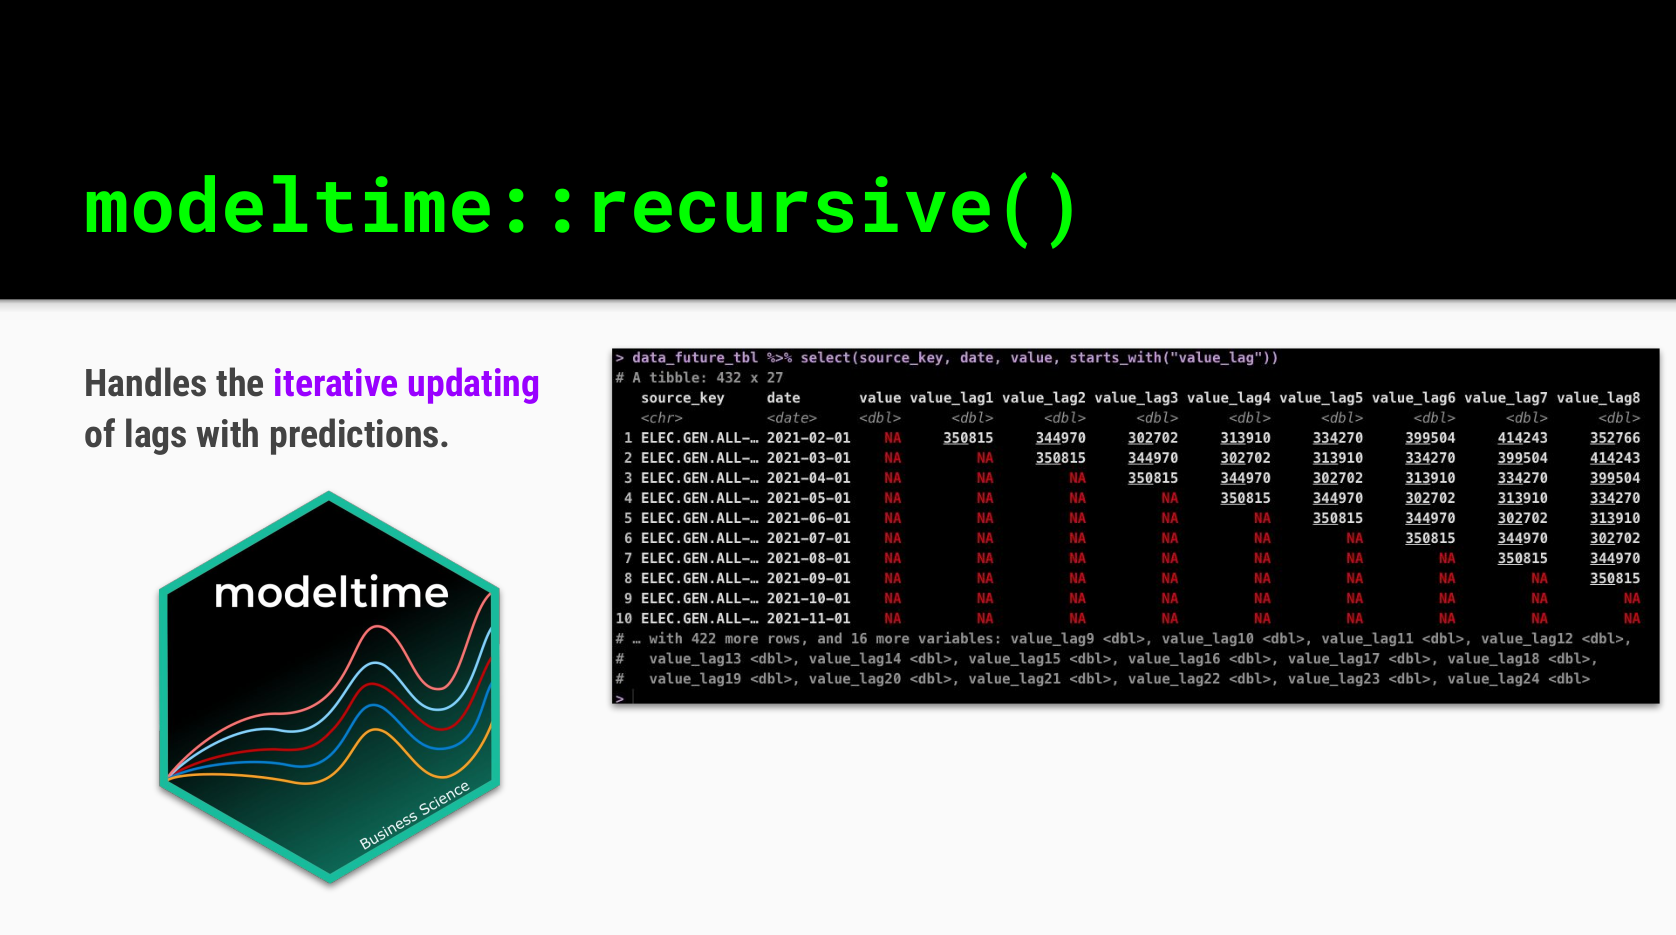 modeltime::recursive()
Handles the iterative updating
of lags with predictions.
modeltime
Business Science
> data_future_tbl %>% select(source_key, date, value, starts_with("value_lag"))
# A tibble: 432 x 27
source_key date value value_lag1 value_lag2 value_lag3 value_lag4 value_lag5 value_lag6 value_lag7 value_lag8
<chr> <date> <dbl> <dbl> <dbl> <dbl> <dbl> <dbl> <dbl> <dbl> <dbl>
1 ELEC.GEN.ALL-… 2021-02-01 NA 350815 344970 302702 313910 334270 399504 414243 352766
2 ELEC.GEN.ALL-… 2021-03-01 NA NA 350815 344970 302702 313910 334270 399504 414243
3 ELEC.GEN.ALL-… 2021-04-01 NA NA NA 350815 344970 302702 313910 334270 399504
4 ELEC.GEN.ALL-… 2021-05-01 NA NA NA NA 350815 344970 302702 313910 334270
5 ELEC.GEN.ALL-… 2021-06-01 NA NA NA NA NA 350815 344970 302702 313910
6 ELEC.GEN.ALL-… 2021-07-01 NA NA NA NA NA NA 350815 344970 302702
7 ELEC.GEN.ALL-… 2021-08-01 NA NA NA NA NA NA NA 350815 344970
8 ELEC.GEN.ALL-… 2021-09-01 NA NA NA NA NA NA NA NA 350815
9 ELEC.GEN.ALL-… 2021-10-01 NA NA NA NA NA NA NA NA NA
10 ELEC.GEN.ALL-… 2021-11-01 NA NA NA NA NA NA NA NA NA
# … with 422 more rows, and 16 more variables: value_lag9 <dbl>, value_lag10 <dbl>, value_lag11 <dbl>, value_lag12 <dbl>,
# value_lag13 <dbl>, value_lag14 <dbl>, value_lag15 <dbl>, value_lag16 <dbl>, value_lag17 <dbl>, value_lag18 <dbl>,
# value_lag19 <dbl>, value_lag20 <dbl>, value_lag21 <dbl>, value_lag22 <dbl>, value_lag23 <dbl>, value_lag24 <dbl>
>